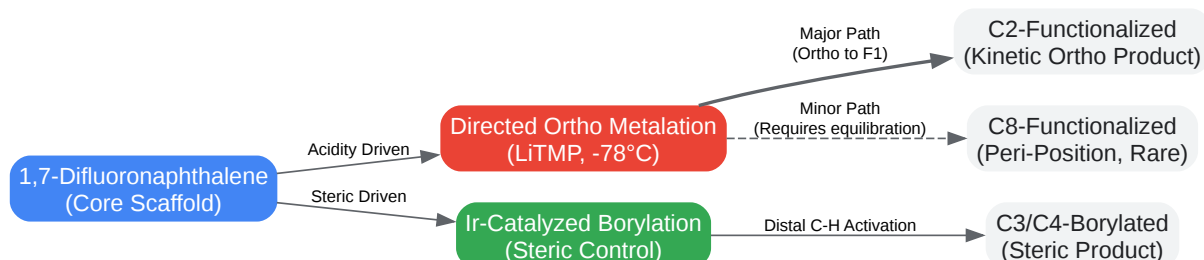 1,7-Difluoronaphthalene
(Core Scaffold)
Acidity Driven
Steric Driven
Directed Ortho Metalation
(LiTMP, -78°C)
Ir-Catalyzed Borylation
(Steric Control)
Major Path
(Ortho to F1)
Minor Path
(Requires equilibration)
Distal C-H Activation
C2-Functionalized
(Kinetic Ortho Product)
C8-Functionalized
(Peri-Position, Rare)
C3/C4-Borylated
(Steric Product)